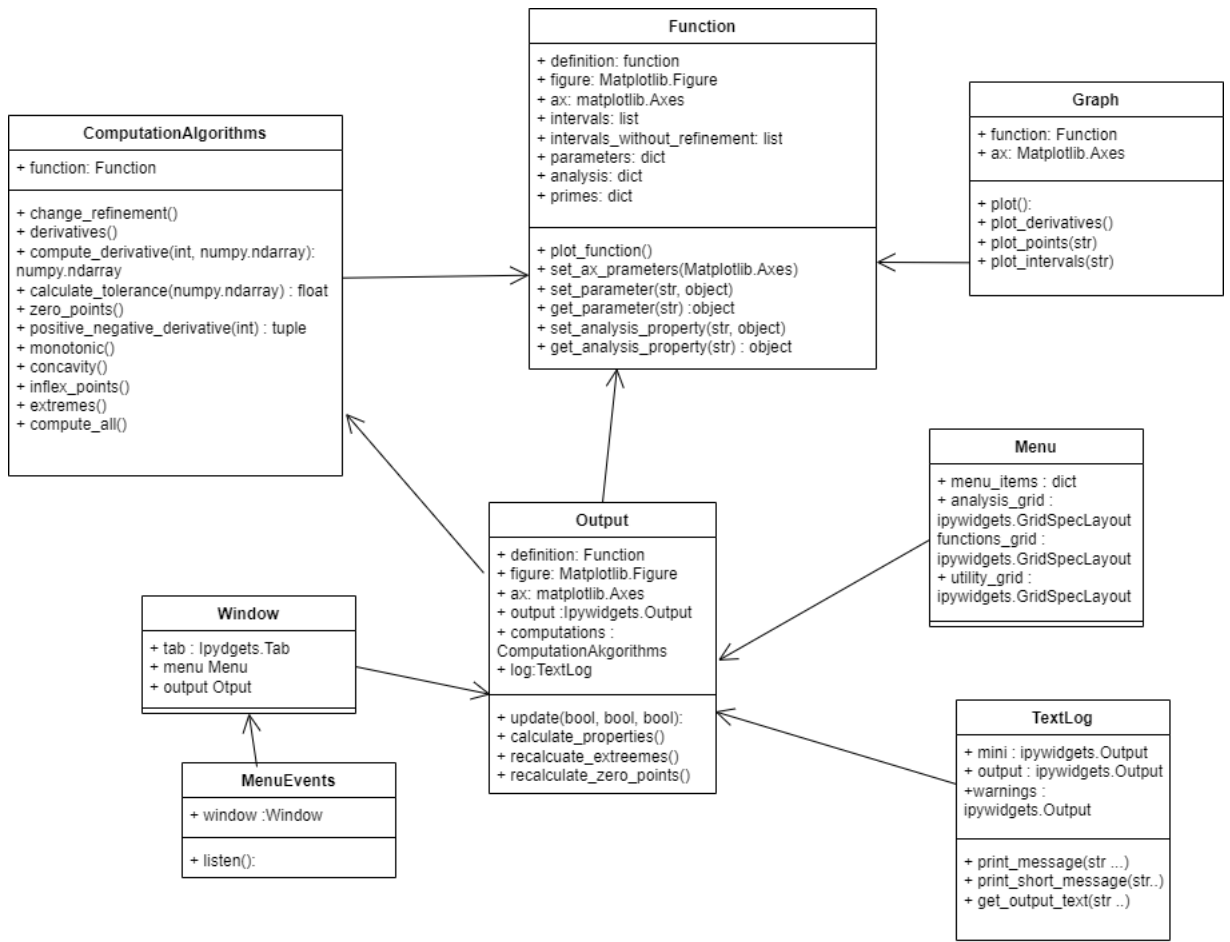 Function
+ definition: function
+ figure: Matplotlib.Figure
+ ax: matplotlib.Axes
+ intervals: list
+ intervals_without_refinement: list
+ parameters: dict
+ analysis: dict
+ primes: dict
+ plot_function()
+ set_ax_prameters(Matplotlib.Axes)
+ set_parameter(str, object)
+ get_parameter(str) :object
+ set_analysis_property(str, object)
+ get_analysis_property(str) : object
Graph
+ function: Function
+ ax: Matplotlib.Axes
+ plot():
+ plot_derivatives()
+ plot_points(str)
+ plot_intervals(str)
ComputationAlgorithms
+ function: Function
+ change_refinement()
+ derivatives()
+ compute_derivative(int, numpy.ndarray):
numpy.ndarray
+ calculate_tolerance(numpy.ndarray) : float
+ zero_points()
+ positive_negative_derivative(int) : tuple
+ monotonic()
+ concavity()
+ inflex_points()
+ extremes()
+ compute_all()
Menu
+ menu_items : dict
+ analysis_grid :
ipywidgets.GridSpecLayout
functions_grid :
ipywidgets.GridSpecLayout
+ utility_grid :
ipywidgets.GridSpecLayout
Output
+ definition: Function
+ figure: Matplotlib.Figure
+ ax: matplotlib.Axes
+ output :Ipywidgets.Output
+ computations :
ComputationAkgorithms
+ log:TextLog
+ update(bool, bool, bool):
+ calculate_properties()
+ recalcuate_extreemes()
+ recalculate_zero_points()
Window
+ tab : Ipydgets.Tab
+ menu Menu
+ output Otput
MenuEvents
+ window :Window
+ listen():
TextLog
+ mini : ipywidgets.Output
+ output : ipywidgets.Output
+warnings :
ipywidgets.Output
+ print_message(str ...)
+ print_short_message(str..)
+ get_output_text(str ..)